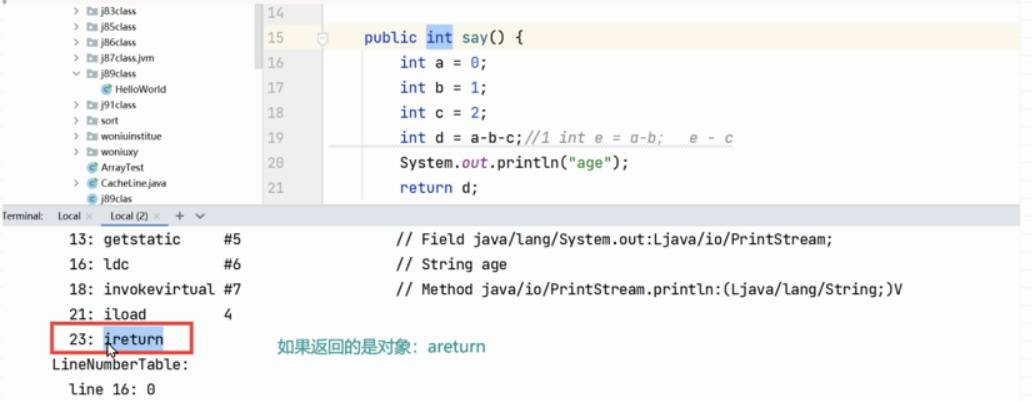 j83class
j85class
j86class
j87class.jvm
j89class
HelloWorld
j91class
sort
woniuinstitue
woniuxy
ArrayTest
CacheLine.java
j89clas
14
15 public int say() {
16 int a = 0;
17 int b = 1;
18 int c = 2;
19 int d = a-b-c;//1 int e = a-b; e - c
20 System.out.println("age");
21 return d;
Terminal: Local × Local (2) × +
13: getstatic #5 // Field java/lang/System.out:Ljava/io/PrintStream;
16: ldc #6 // String age
18: invokevirtual #7 // Method java/io/PrintStream.println:(Ljava/lang/String;)V
21: iload 4
23: ireturn
如果返回的是对象：areturn
LineNumberTable:
line 16: 0